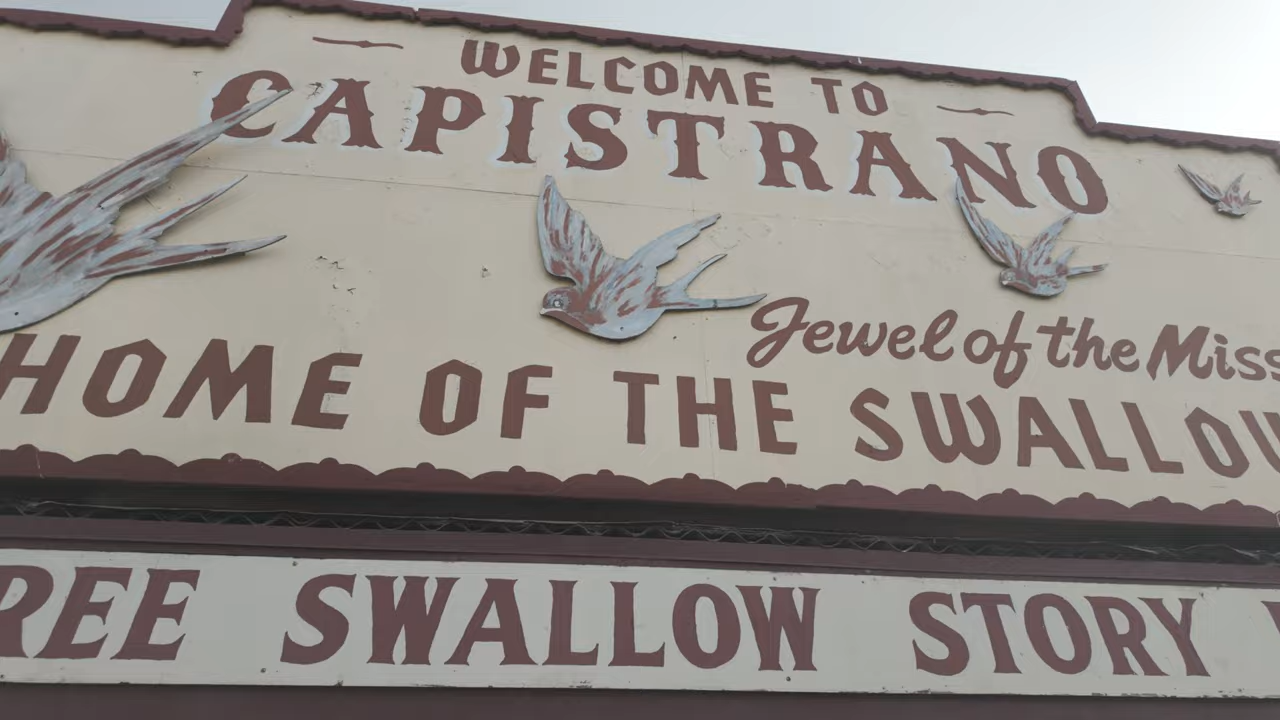 WELCOME TO
CAPISTRANO
Jewel of the
HOME OF THE
SWALLOW STORY